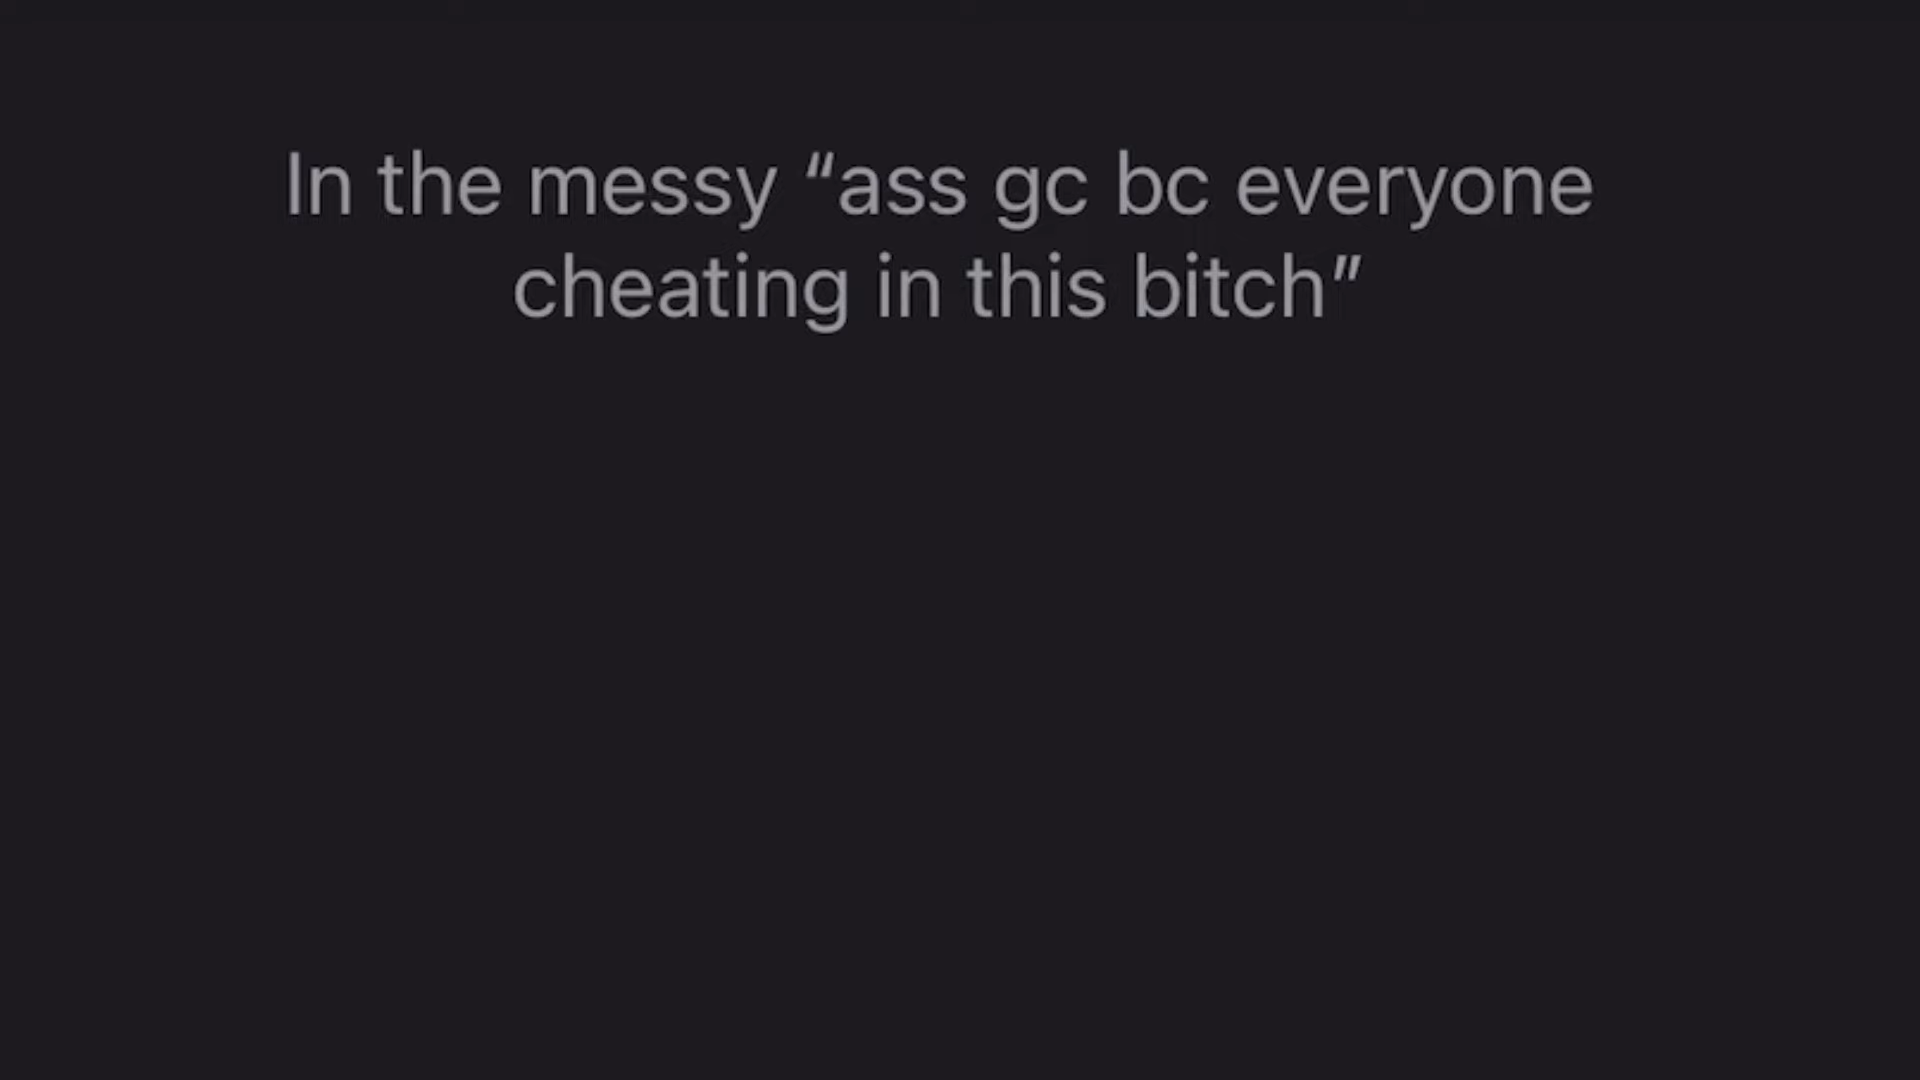 In the messy “ass gc bc everyone
cheating in this bitch”